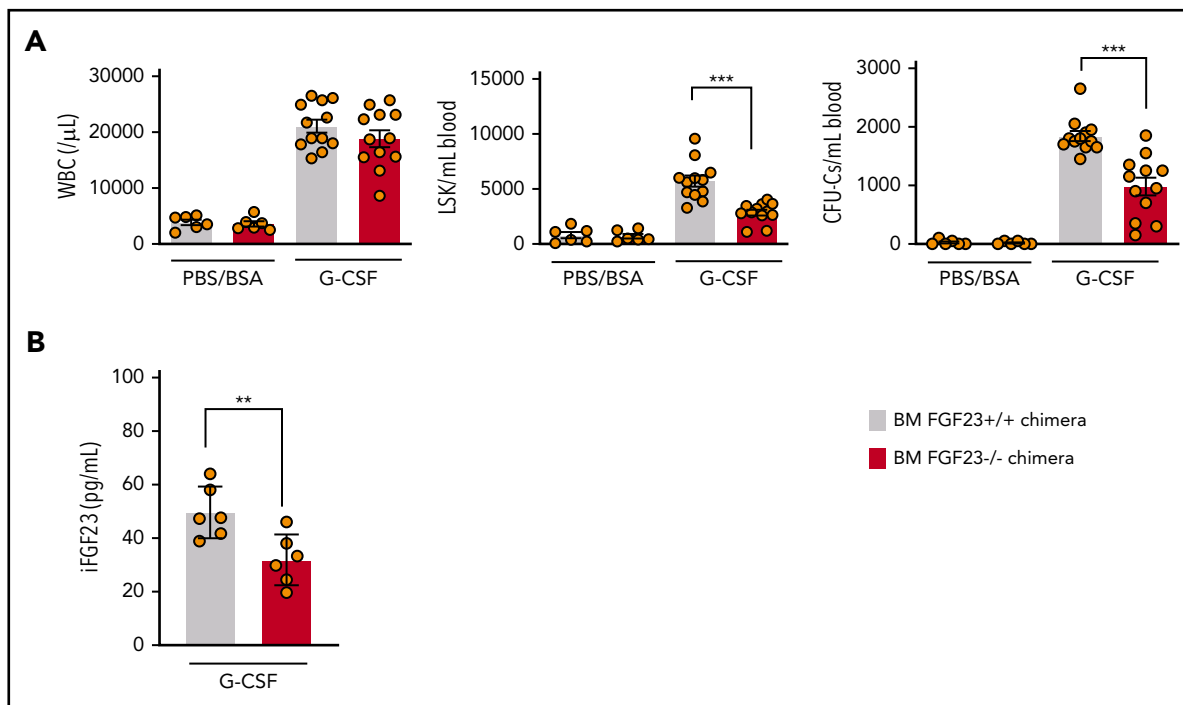 A
WBC (/μL)
30000
20000
10000
0
PBS/BSA
G-CSF
LSK/mL blood
15000
10000
5000
0
***
PBS/BSA
G-CSF
CFU-Cs/mL blood
3000
2000
1000
0
***
PBS/BSA
G-CSF
B
iFGF23 (pg/mL)
100
80
60
40
20
0
**
G-CSF
BM FGF23+/+ chimera
BM FGF23-/- chimera